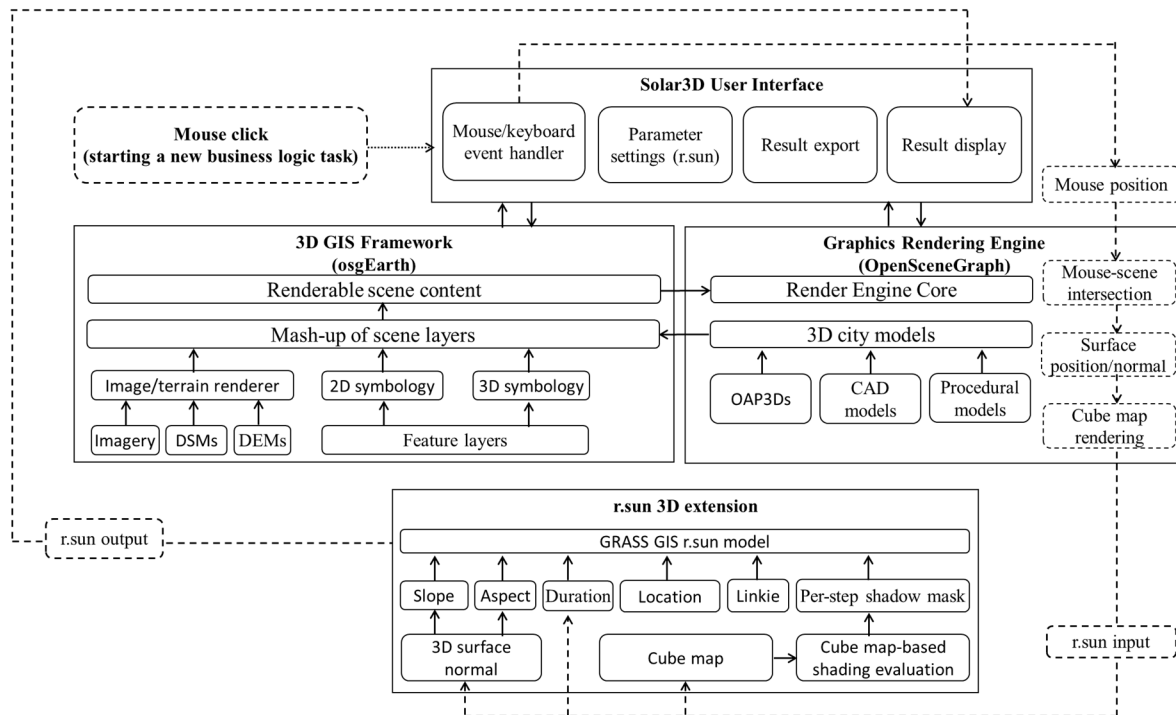 Solar3D User Interface
Mouse click
(starting a new business logic task)
Mouse/keyboard
event handler
Parameter
settings (r.sun)
Result export
Result display
Mouse position
3D GIS Framework
(osgEarth)
Renderable scene content
Mash-up of scene layers
Image/terrain renderer
2D symbology
3D symbology
Imagery
DSMs
DEMs
Feature layers
Graphics Rendering Engine
(OpenSceneGraph)
Render Engine Core
3D city models
OAP3Ds
CAD
models
Procedural
models
Mouse-scene
intersection
Surface
position/normal
Cube map
rendering
r.sun 3D extension
r.sun output
GRASS GIS r.sun model
Slope
Aspect
Duration
Location
Linkie
Per-step shadow mask
3D surface
normal
Cube map
Cube map-based
shading evaluation
r.sun input